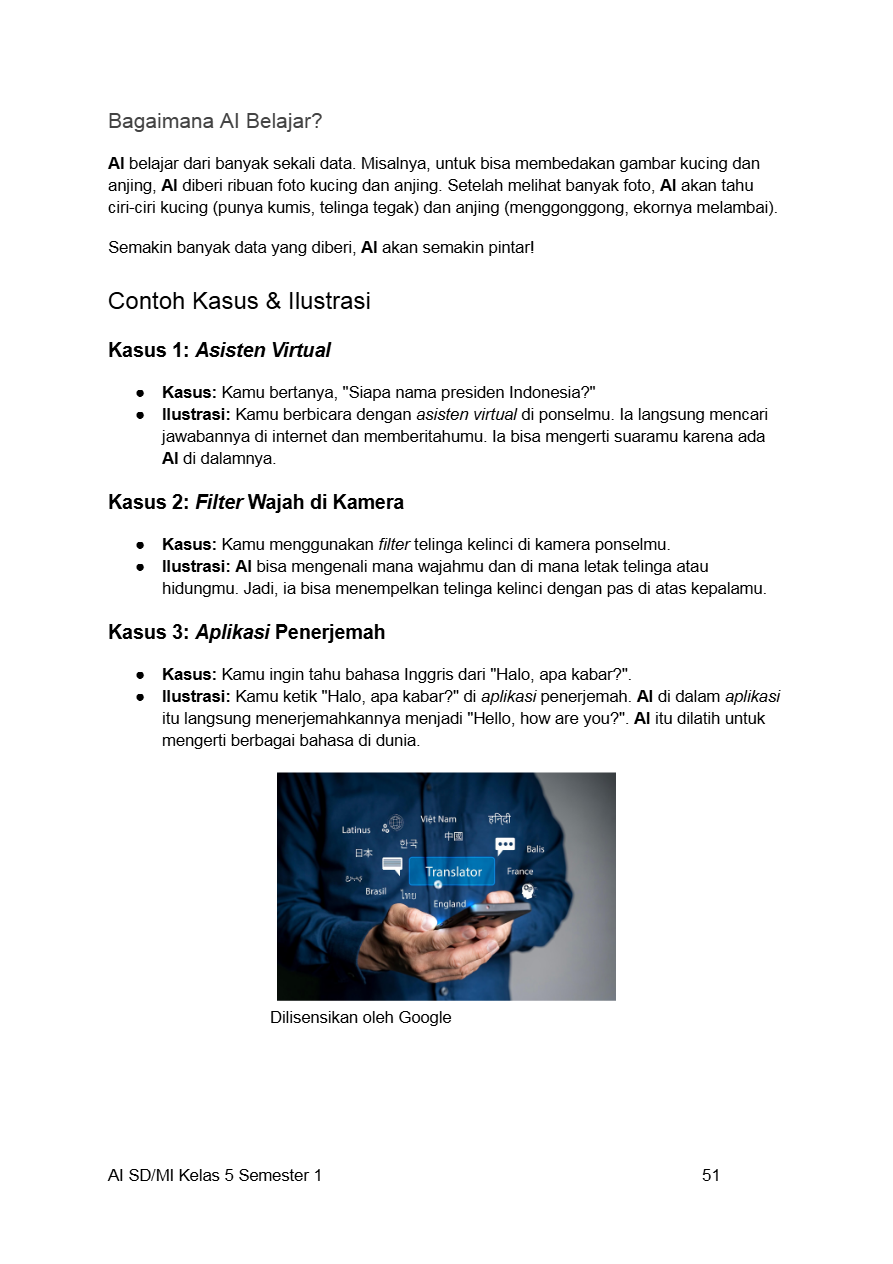 Bagaimana AI Belajar?
AI belajar dari banyak sekali data. Misalnya, untuk bisa membedakan gambar kucing dan
anjing, AI diberi ribuan foto kucing dan anjing. Setelah melihat banyak foto, AI akan tahu
ciri-ciri kucing (punya kumis, telinga tegak) dan anjing (menggonggong, ekornya melambai).
Semakin banyak data yang diberi, AI akan semakin pintar!
Contoh Kasus & Ilustrasi
Kasus 1: Asisten Virtual
● Kasus: Kamu bertanya, "Siapa nama presiden Indonesia?"
● Ilustrasi: Kamu berbicara dengan asisten virtual di ponselmu. Ia langsung mencari
jawabannya di internet dan memberitahumu. Ia bisa mengerti suaramu karena ada
AI di dalamnya.
Kasus 2: Filter Wajah di Kamera
● Kasus: Kamu menggunakan filter telinga kelinci di kamera ponselmu.
● Ilustrasi: AI bisa mengenali mana wajahmu dan di mana letak telinga atau
hidungmu. Jadi, ia bisa menempelkan telinga kelinci dengan pas di atas kepalamu.
Kasus 3: Aplikasi Penerjemah
● Kasus: Kamu ingin tahu bahasa Inggris dari "Halo, apa kabar?".
● Ilustrasi: Kamu ketik "Halo, apa kabar?" di aplikasi penerjemah. AI di dalam aplikasi
itu langsung menerjemahkannya menjadi "Hello, how are you?". AI itu dilatih untuk
mengerti berbagai bahasa di dunia.
Việt Nam
हिन्दी
Latinus
中國
한국
日本
Balis
Translator
France
Brasil
ไทย
England
Dilisensikan oleh Google
AI SD/MI Kelas 5 Semester 1 51